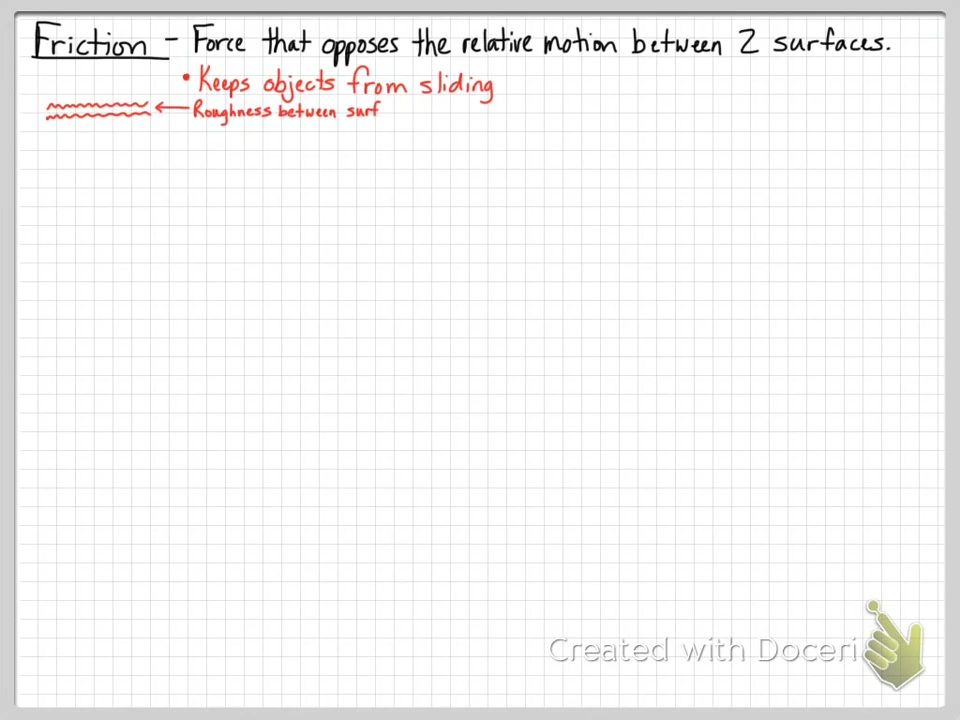 Friction - Force that opposes the relative motion between 2 surfaces.
• Keeps objects from sliding
Roughness between surf
Created with Doceri